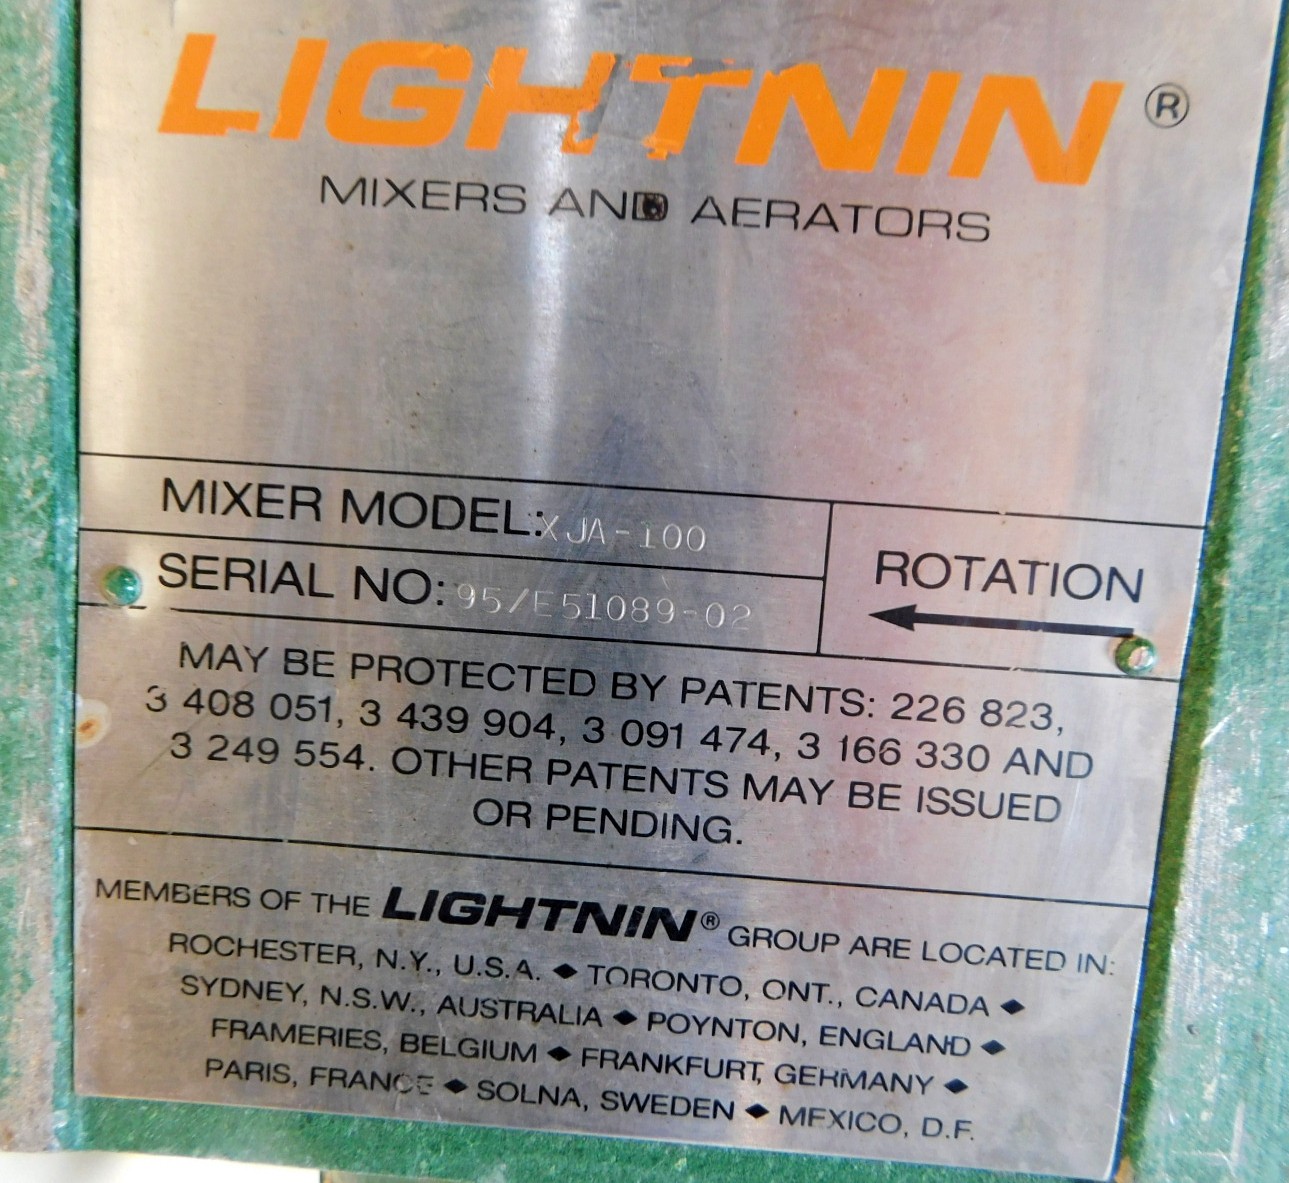 LIGHTNIN®
MIXERS AND AERATORS
MIXER MODEL: XJA-100
SERIAL NO: 95/E51089-02
ROTATION
MAY BE PROTECTED BY PATENTS: 226 823,
3 408 051, 3 439 904, 3 091 474, 3 166 330 AND
3 249 554. OTHER PATENTS MAY BE ISSUED
OR PENDING.
MEMBERS OF THE LIGHTNIN® GROUP ARE LOCATED IN:
ROCHESTER, N.Y., U.S.A. ◆ TORONTO, ONT., CANADA ◆
SYDNEY, N.S.W., AUSTRALIA ◆ POYNTON, ENGLAND ◆
FRAMERIES, BELGIUM ◆ FRANKFURT, GERMANY ◆
PARIS, FRANCE ◆ SOLNA, SWEDEN ◆ MEXICO, D.F.